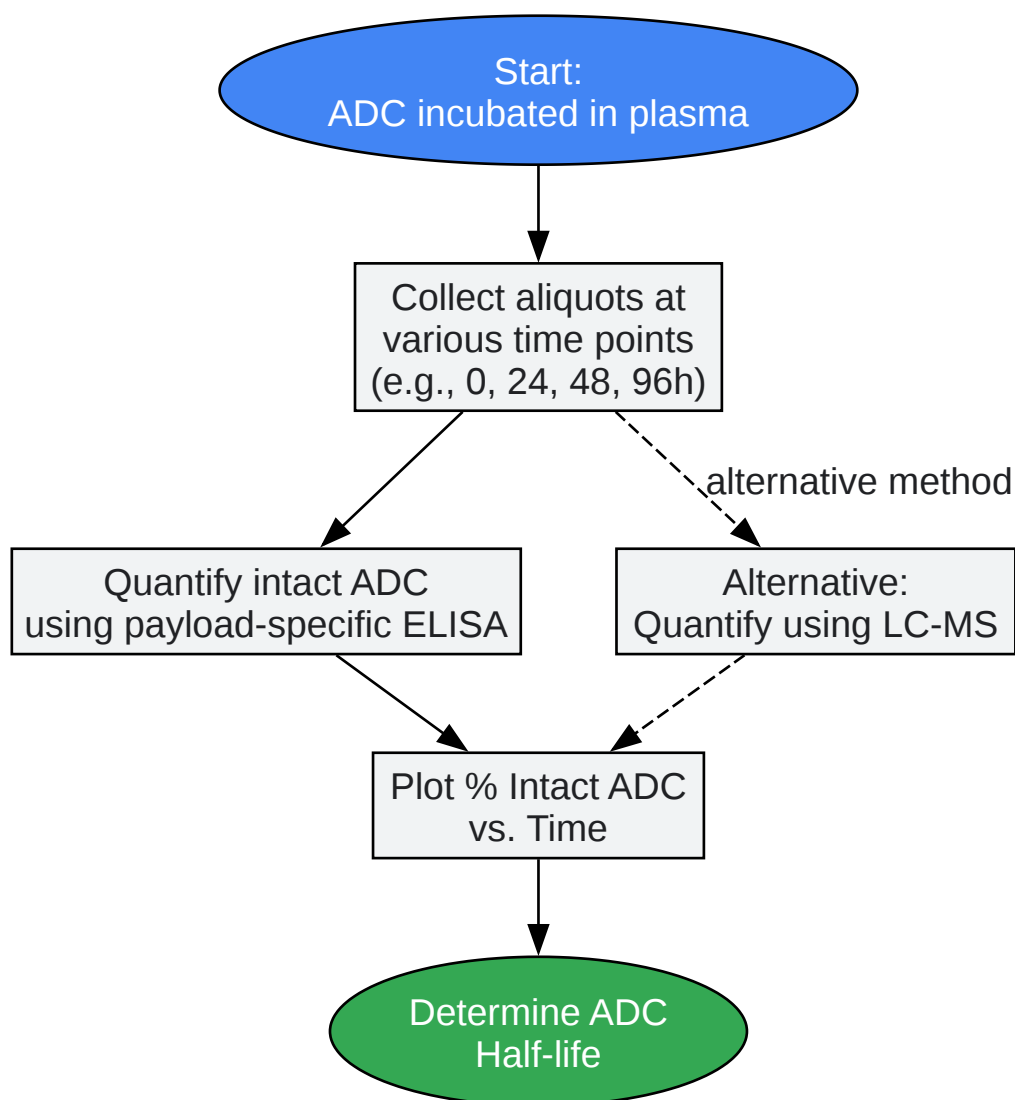 Start:
ADC incubated in plasma
Collect aliquots at
various time points
(e.g., 0, 24, 48, 96h)
alternative method
Quantify intact ADC
using payload-specific ELISA
Alternative:
Quantify using LC-MS
Plot % Intact ADC
vs. Time
Determine ADC
Half-life